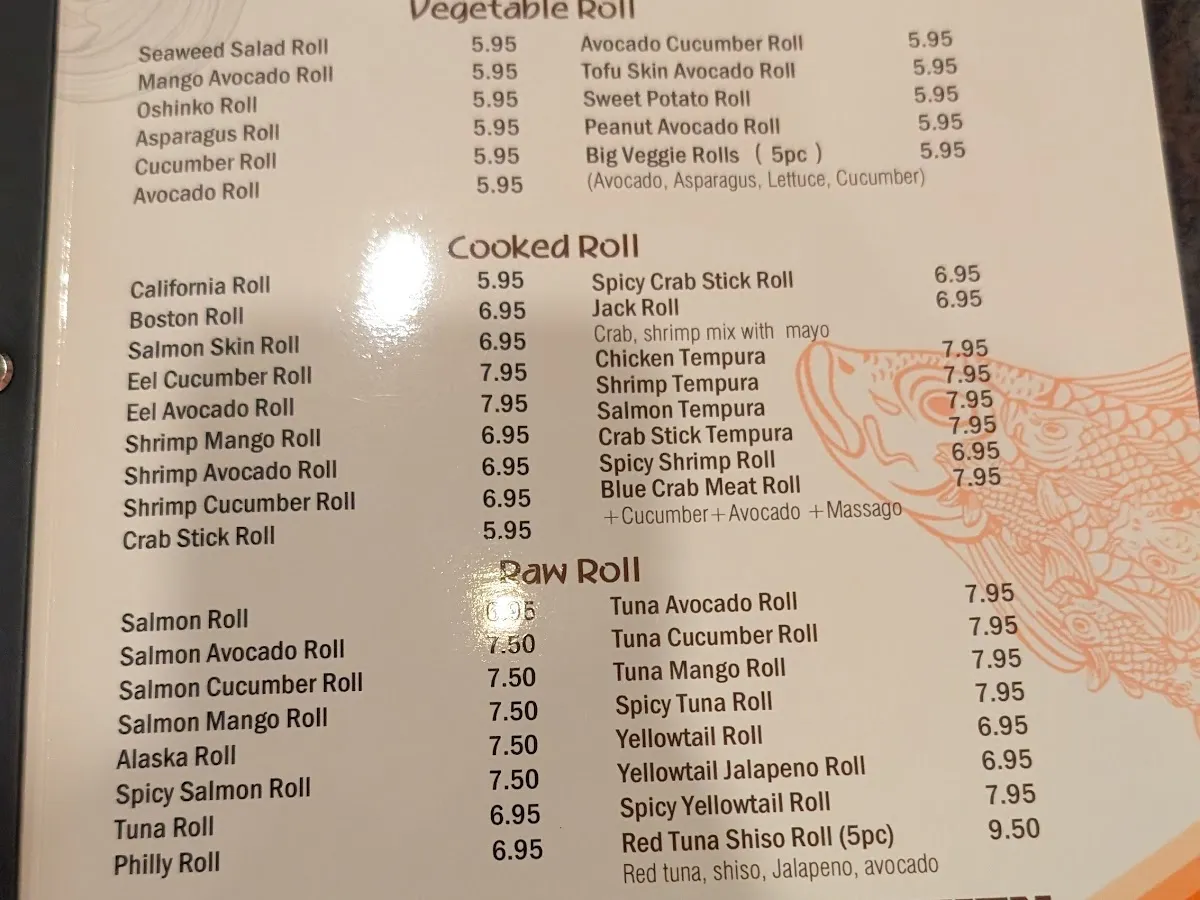 Vegetable Roll
Seaweed Salad Roll 5.95
Mango Avocado Roll 5.95
Oshinko Roll 5.95
Asparagus Roll 5.95
Cucumber Roll 5.95
Avocado Roll 5.95
Avocado Cucumber Roll 5.95
Tofu Skin Avocado Roll 5.95
Sweet Potato Roll 5.95
Peanut Avocado Roll 5.95
Big Veggie Rolls ( 5pc ) 5.95
(Avocado, Asparagus, Lettuce, Cucumber)
Cooked Roll
California Roll 5.95
Boston Roll 6.95
Salmon Skin Roll 6.95
Eel Cucumber Roll 7.95
Eel Avocado Roll 7.95
Shrimp Mango Roll 6.95
Shrimp Avocado Roll 6.95
Shrimp Cucumber Roll 6.95
Crab Stick Roll 5.95
Spicy Crab Stick Roll 6.95
Jack Roll 6.95
Crab, shrimp mix with mayo
Chicken Tempura 7.95
Shrimp Tempura 7.95
Salmon Tempura 7.95
Crab Stick Tempura 7.95
Spicy Shrimp Roll 6.95
Blue Crab Meat Roll 7.95
+Cucumber+Avocado +Massago
Raw Roll
Salmon Roll 6.95
Salmon Avocado Roll 7.50
Salmon Cucumber Roll 7.50
Salmon Mango Roll 7.50
Alaska Roll 7.50
Spicy Salmon Roll 7.50
Tuna Roll 6.95
Philly Roll 6.95
Tuna Avocado Roll 7.95
Tuna Cucumber Roll 7.95
Tuna Mango Roll 7.95
Spicy Tuna Roll 7.95
Yellowtail Roll 6.95
Yellowtail Jalapeno Roll 6.95
Spicy Yellowtail Roll 7.95
Red Tuna Shiso Roll (5pc) 9.50
Red tuna, shiso, Jalapeno, avocado